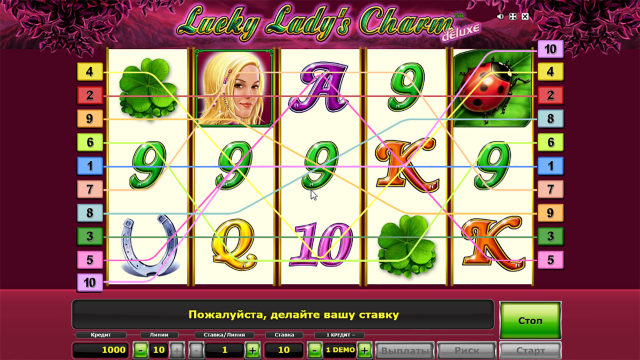 Lucky Lady's Charm
deluxe
10
4 A 9 4
2 2
9 8
6 6
1 9 9 9 K 9 1
7 7
8 9
3 Q 10 K 3
5 5
10
Пожалуйста, делайте вашу ставку
Стоп
Кредит Линии Ставка/Линия Ставка 1 КРЕДИТ =
1000 - 10 + - 1 + 10 - 1 DEMO + Выплаты Риск Старт